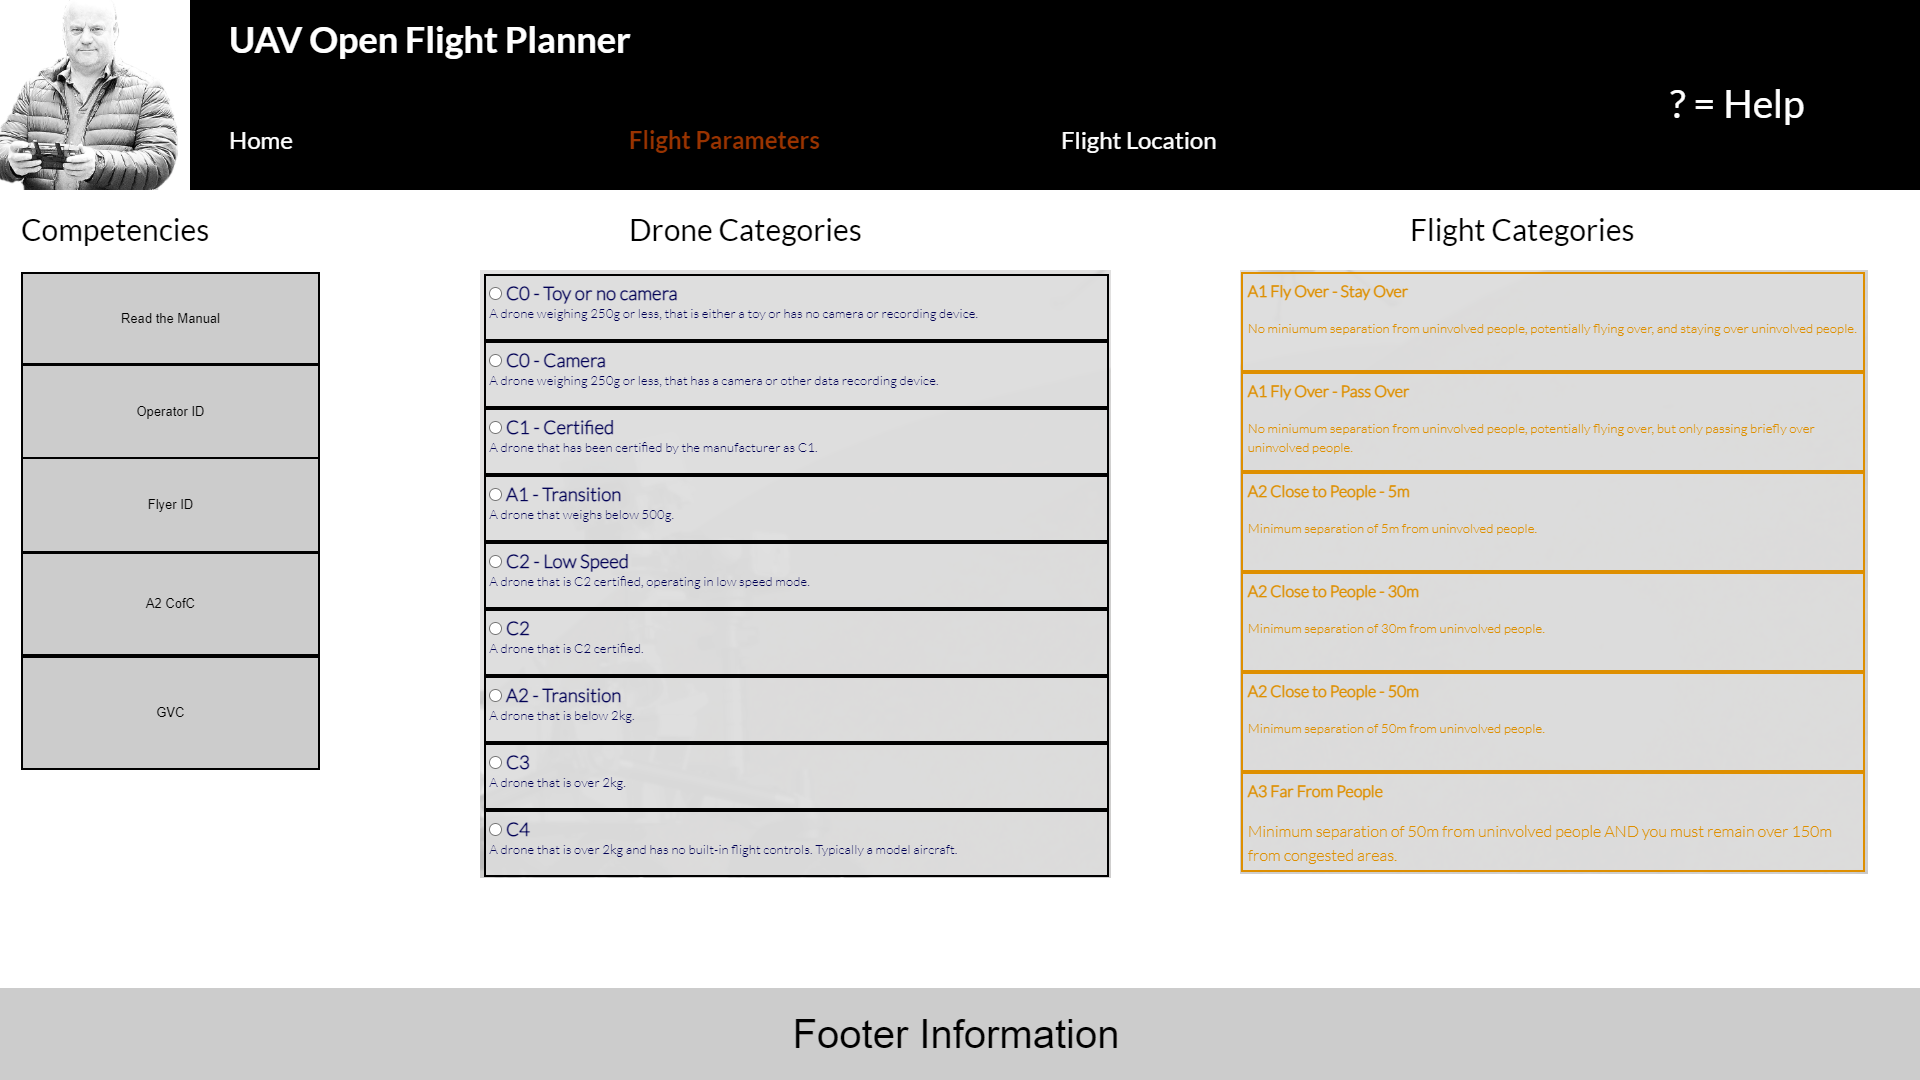 UAV Open Flight Planner
? = Help
Home
Flight Parameters
Flight Location
Competencies
Read the Manual
Operator ID
Flyer ID
A2 CofC
GVC
Drone Categories
C0 - Toy or no camera
A drone weighing 250g or less, that is either a toy or has no camera or recording device.
C0 - Camera
A drone weighing 250g or less, that has a camera or other data recording device.
C1 - Certified
A drone that has been certified by the manufacturer as C1.
A1 - Transition
A drone that weighs below 500g.
C2 - Low Speed
A drone that is C2 certified, operating in low speed mode.
C2
A drone that is C2 certified.
A2 - Transition
A drone that is below 2kg.
C3
A drone that is over 2kg.
C4
A drone that is over 2kg and has no built-in flight controls. Typically a model aircraft.
Flight Categories
A1 Fly Over - Stay Over
No miniumum separation from uninvolved people, potentially flying over, and staying over uninvolved people.
A1 Fly Over - Pass Over
No miniumum separation from uninvolved people, potentially flying over, but only passing briefly over
uninvolved people.
A2 Close to People - 5m
Minimum separation of 5m from uninvolved people.
A2 Close to People - 30m
Minimum separation of 30m from uninvolved people.
A2 Close to People - 50m
Minimum separation of 50m from uninvolved people.
A3 Far From People
Minimum separation of 50m from uninvolved people AND you must remain over 150m
from congested areas.
Footer Information